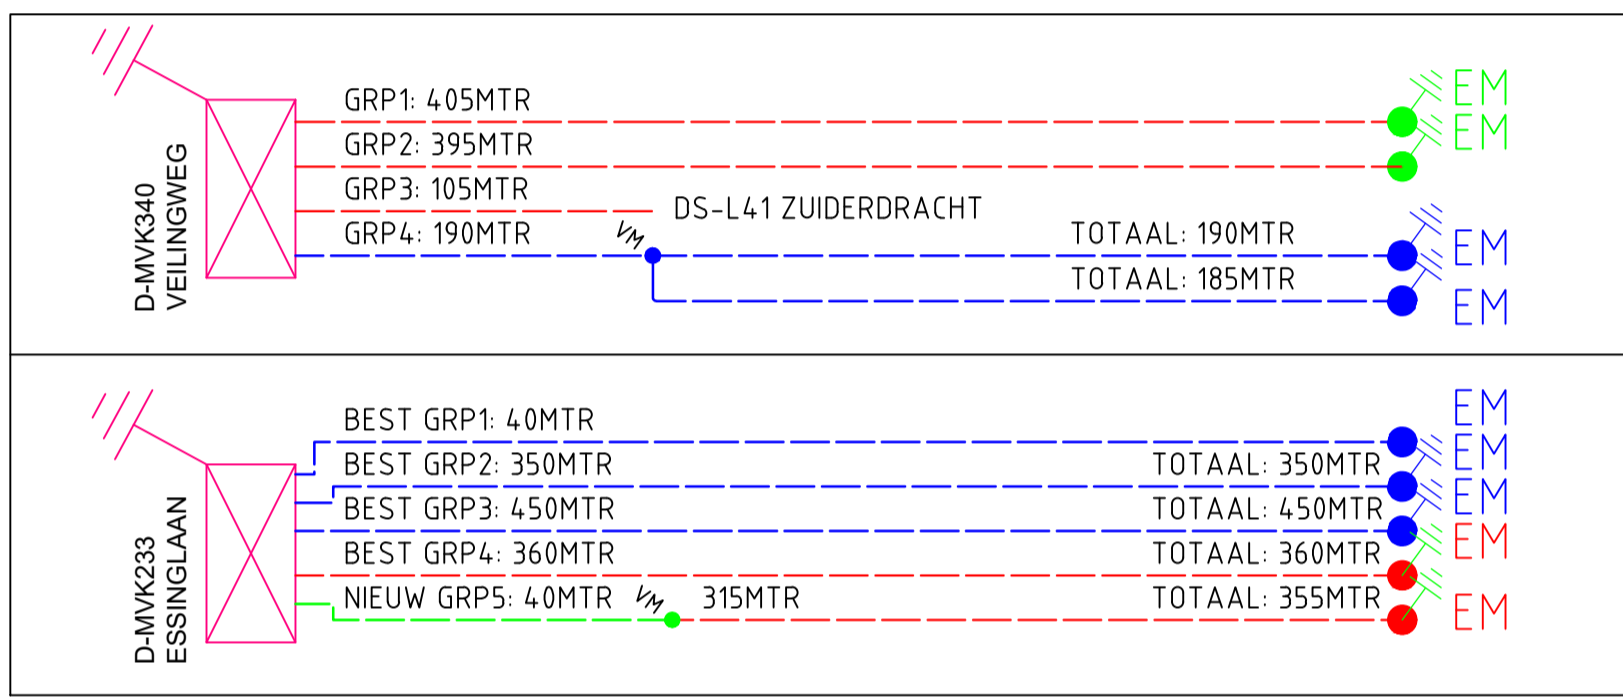 D-MVK340
VEILINGWEG
GRP1: 405MTR
EM
GRP2: 395MTR
EM
GRP3: 105MTR
DS-L41 ZUIDERDRACHT
GRP4: 190MTR
VM
TOTAAL: 190MTR
EM
TOTAAL: 185MTR
EM
D-MVK233
ESSINGLAAN
BEST GRP1: 40MTR
EM
BEST GRP2: 350MTR
TOTAAL: 350MTR
EM
BEST GRP3: 450MTR
TOTAAL: 450MTR
EM
BEST GRP4: 360MTR
TOTAAL: 360MTR
EM
NIEUW GRP5: 40MTR
VM
315MTR
TOTAAL: 355MTR
EM